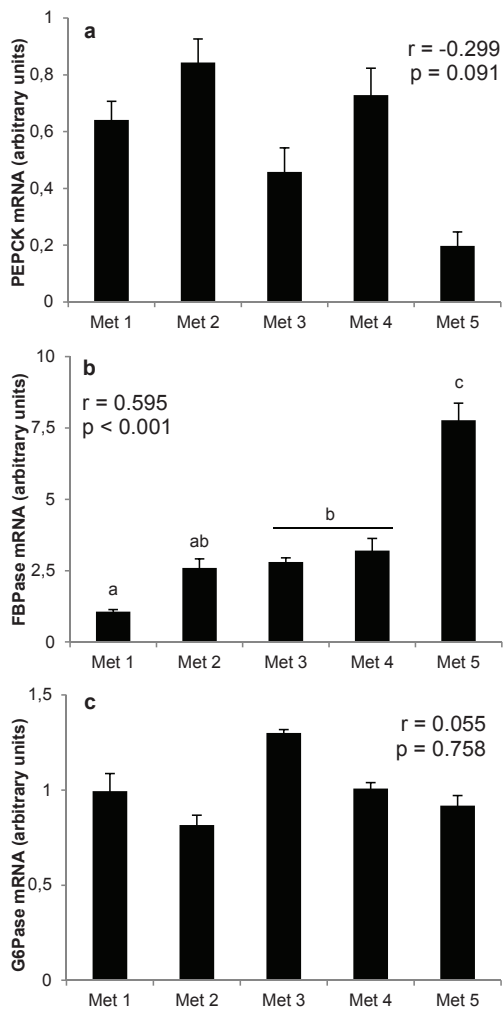 a
r = -0.299
p = 0.091
PEPCK mRNA (arbitrary units)
1
0,8
0,6
0,4
0,2
0
Met 1 Met 2 Met 3 Met 4 Met 5
b
r = 0.595
p < 0.001
FBPase mRNA (arbitrary units)
10
7,5
5
2,5
0
a
ab
b
c
Met 1 Met 2 Met 3 Met 4 Met 5
c
r = 0.055
p = 0.758
G6Pase mRNA (arbitrary units)
1,5
1
0,5
0
Met 1 Met 2 Met 3 Met 4 Met 5